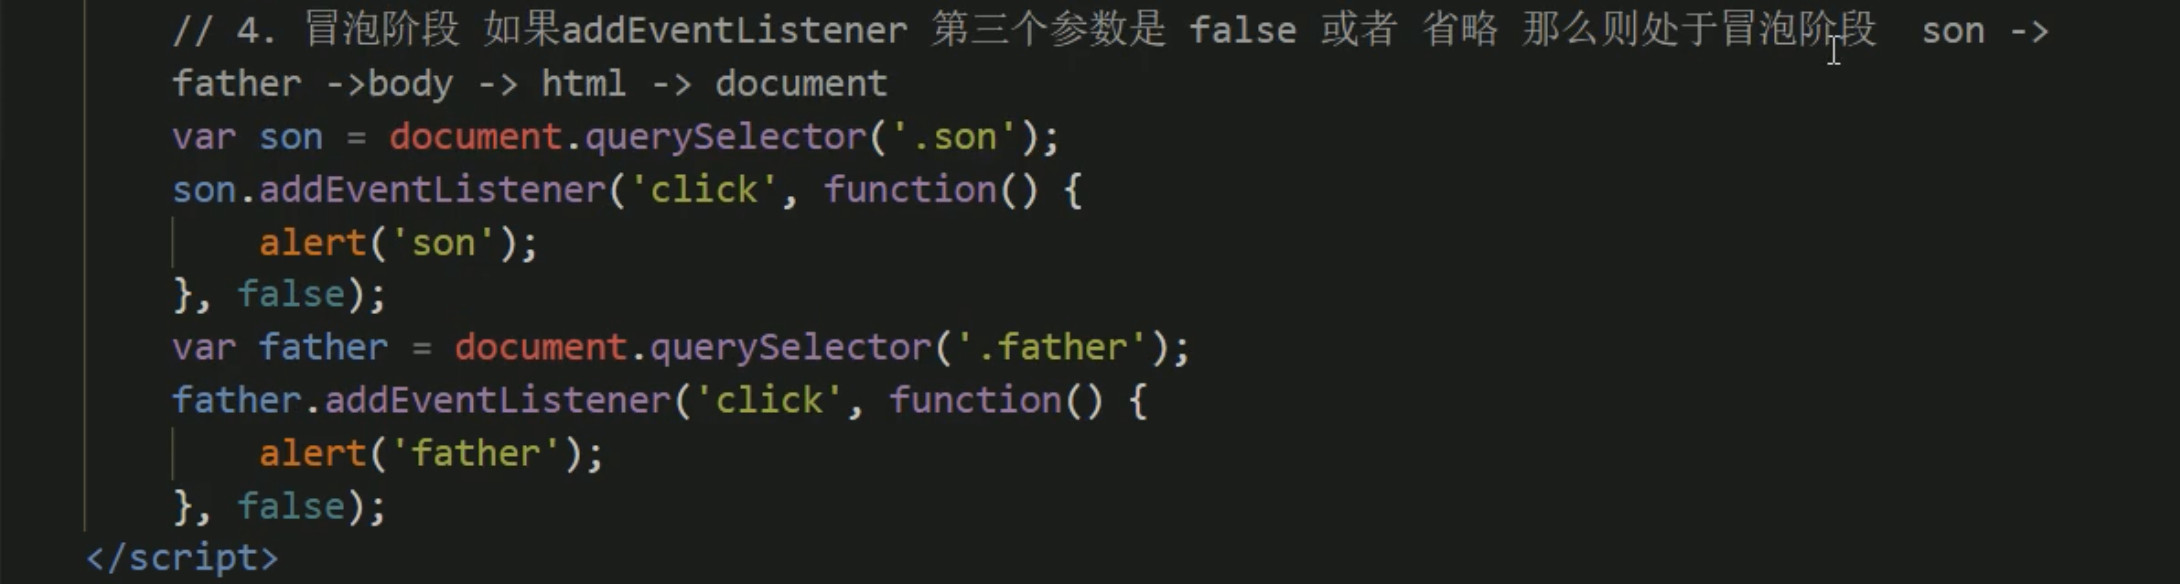 // 4. 冒泡阶段 如果addEventListener 第三个参数是 false 或者 省略 那么则处于冒泡阶段  son ->
father ->body -> html -> document
var son = document.querySelector('.son');
son.addEventListener('click', function() {
    alert('son');
}, false);
var father = document.querySelector('.father');
father.addEventListener('click', function() {
    alert('father');
}, false);
</script>